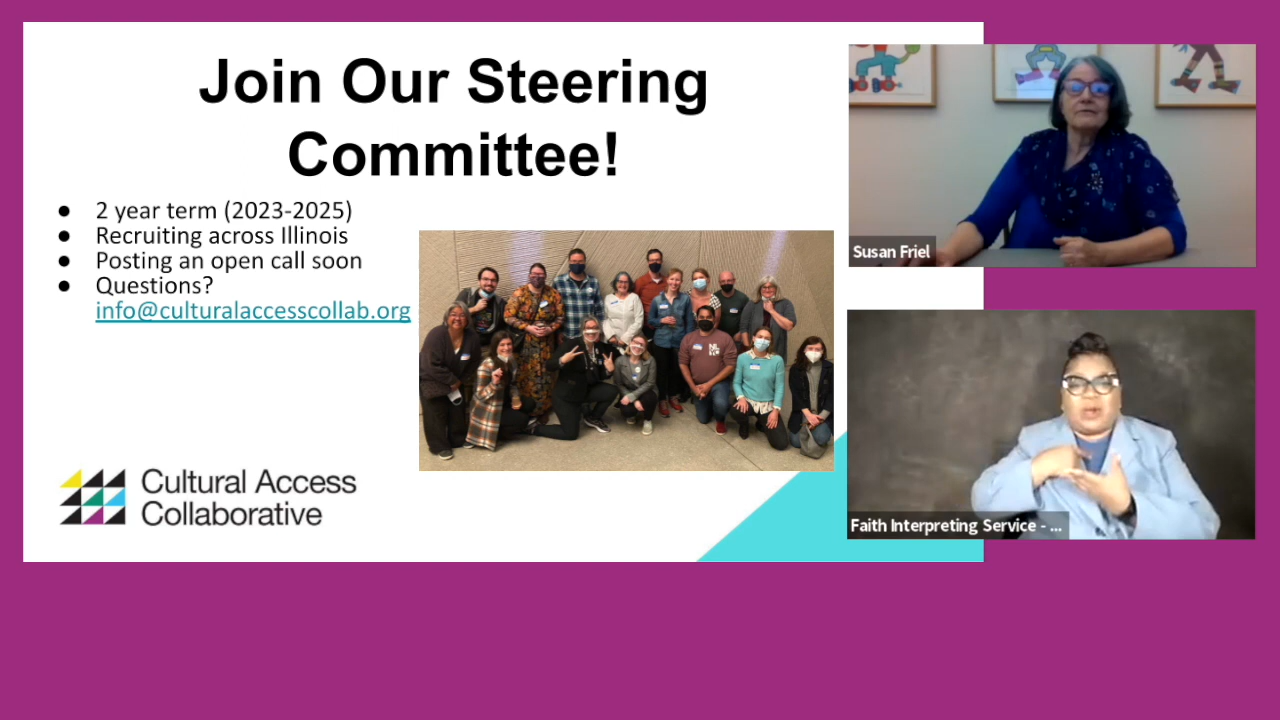 Join Our Steering
Committee!
● 2 year term (2023-2025)
● Recruiting across Illinois
● Posting an open call soon
● Questions?
info@culturalaccesscollab.org
Cultural Access
Collaborative
Susan Friel
Faith Interpreting Service - ...